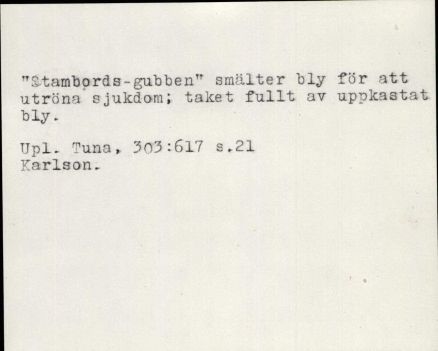 "Stambords-gubben" smälter bly för att
utröna sjukdom; taket fullt av uppkastat
bly.
Upl. Tuna, 303:617 s.21
Karlson.